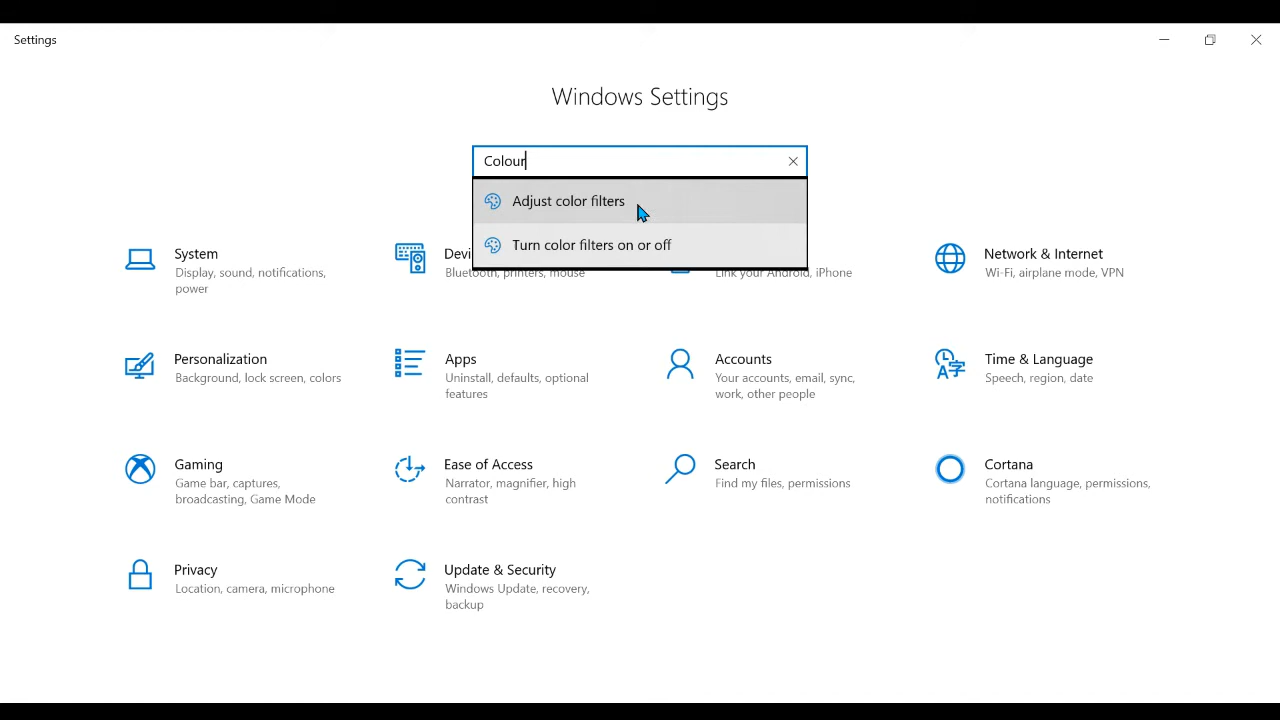 Settings
Windows Settings
Colour
Adjust color filters
Turn color filters on or off
System
Display, sound, notifications,
power
Devi
Bluetooth, printers, mouse
Link your Android, iPhone
Network & Internet
Wi-Fi, airplane mode, VPN
Personalization
Background, lock screen, colors
Apps
Uninstall, defaults, optional
features
Accounts
Your accounts, email, sync,
work, other people
Time & Language
Speech, region, date
Gaming
Game bar, captures,
broadcasting, Game Mode
Ease of Access
Narrator, magnifier, high
contrast
Search
Find my files, permissions
Cortana
Cortana language, permissions,
notifications
Privacy
Location, camera, microphone
Update & Security
Windows Update, recovery,
backup